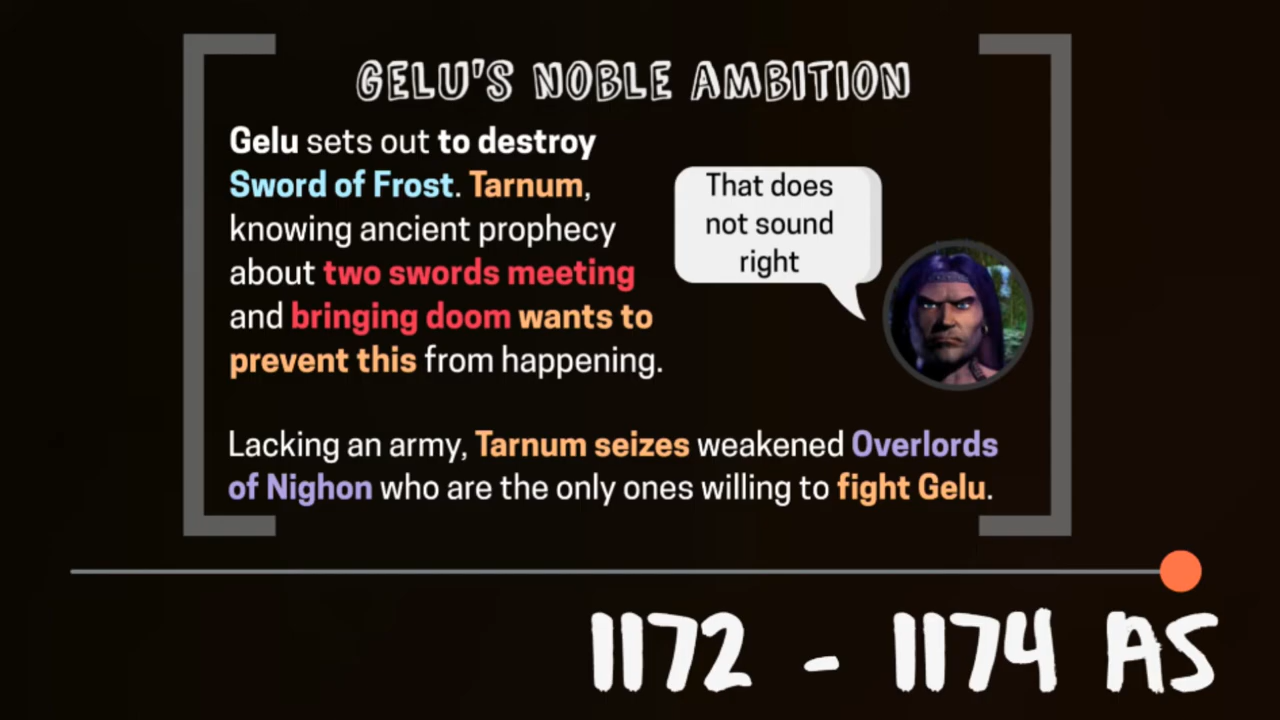 GELU'S NOBLE AMBITION
Gelu sets out to destroy
Sword of Frost. Tarnum,
knowing ancient prophecy
about two swords meeting
and bringing doom wants to
prevent this from happening.
That does
not sound
right
Lacking an army, Tarnum seizes weakened Overlords
of Nighon who are the only ones willing to fight Gelu.
1172 - 1174 AS